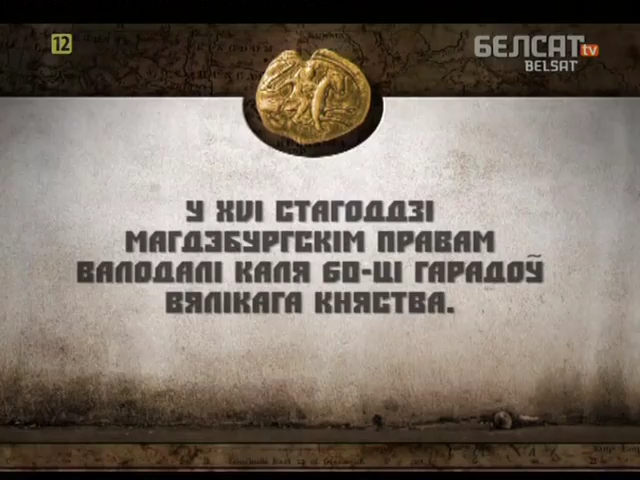 12
БЕЛСАТ tv
BELSAT
У XVI СТАГОДДЗІ
МАГДЭБУРГСКІМ ПРАВАМ
ВАЛОДАЛІ КАЛЯ 60-ЦІ ГАРАДОЎ
ВЯЛІКАГА КНЯСТВА.